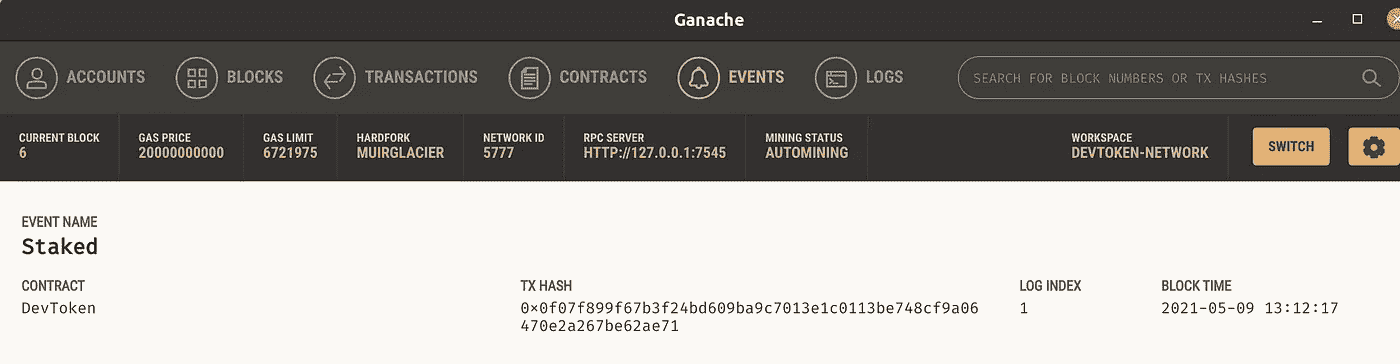 Ganache
ACCOUNTS BLOCKS TRANSACTIONS CONTRACTS EVENTS LOGS SEARCH FOR BLOCK NUMBERS OR TX HASHES
CURRENT BLOCK GAS PRICE GAS LIMIT HARDFORK NETWORK ID RPC SERVER MINING STATUS WORKSPACE
6 20000000000 6721975 MUIRGLACIER 5777 HTTP://127.0.0.1:7545 AUTOMINING DEVTOKEN-NETWORK SWITCH
EVENT NAME
Staked
CONTRACT TX HASH LOG INDEX BLOCK TIME
DevToken 0×0f07f899f67b3f24bd609ba9c7013e1c0113be748cf9a06 1 2021-05-09 13:12:17
470e2a267be62ae71